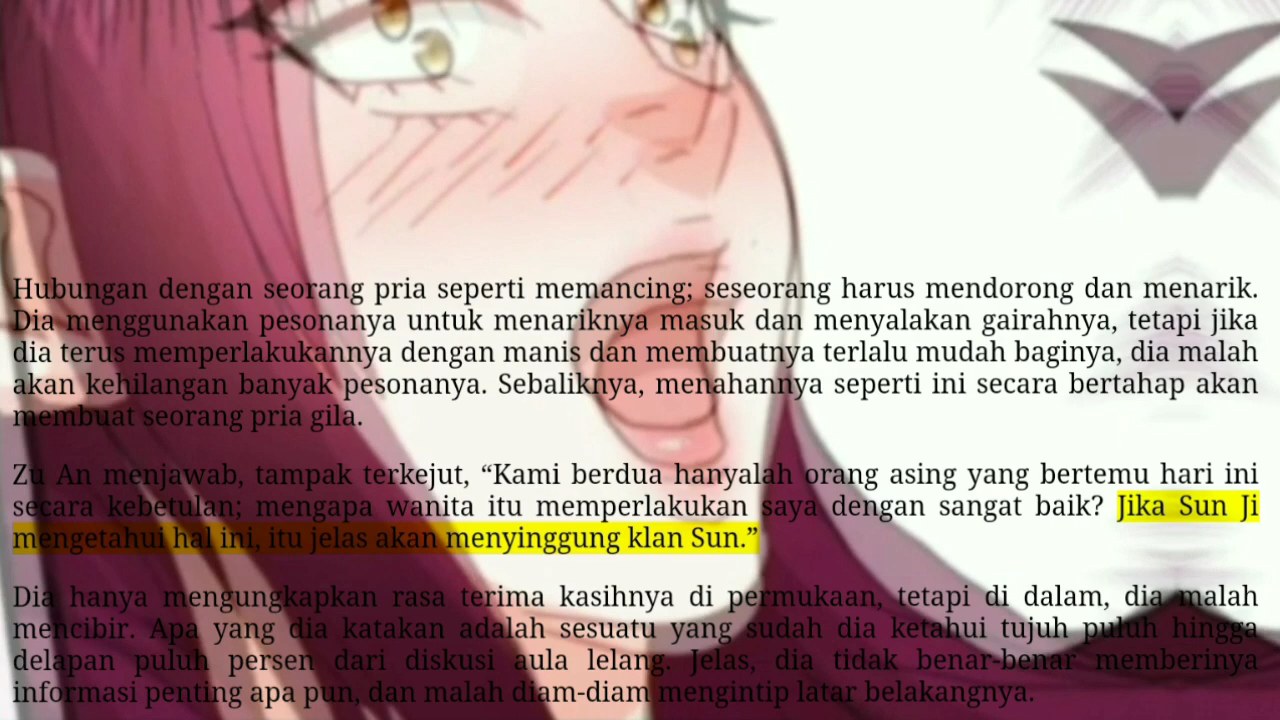 Hubungan dengan seorang pria seperti memancing; seseorang harus mendorong dan menarik.
Dia menggunakan pesonanya untuk menariknya masuk dan menyalakan gairahnya, tetapi jika
dia terus memperlakukannya dengan manis dan membuatnya terlalu mudah baginya, dia malah
akan kehilangan banyak pesonanya. Sebaliknya, menahannya seperti ini secara bertahap akan
membuat seorang pria gila.
Zu An menjawab, tampak terkejut, “Kami berdua hanyalah orang asing yang bertemu hari ini
secara kebetulan; mengapa wanita itu memperlakukan saya dengan sangat baik? Jika Sun Ji
mengetahui hal ini, itu jelas akan menyinggung klan Sun.”
Dia hanya mengungkapkan rasa terima kasihnya di permukaan, tetapi di dalam, dia malah
mencibir. Apa yang dia katakan adalah sesuatu yang sudah dia ketahui tujuh puluh hingga
delapan puluh persen dari diskusi aula lelang. Jelas, dia tidak benar-benar memberinya
informasi penting apa pun, dan malah diam-diam mengintip latar belakangnya.